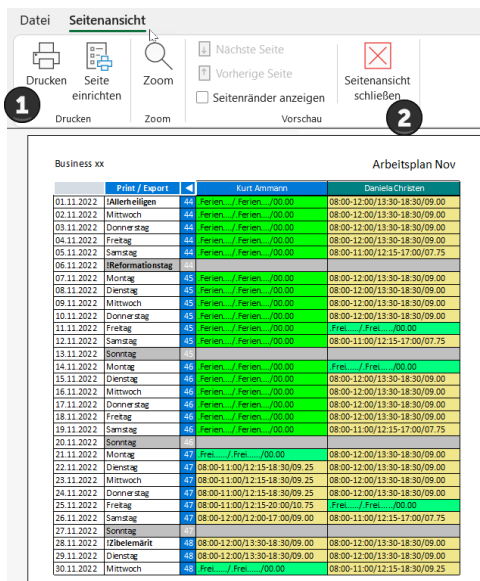 Datei Seitenansicht
Drucken
Seite einrichten
Zoom
Nächste Seite
Vorherige Seite
Seitenränder anzeigen
Seitenansicht schließen
1
2
Drucken Zoom Vorschau
Business xx Arbeitsplan Nov
Print / Export Kurt Ammann Daniela Christen
01.11.2022 !Allerheiligen 44 .Ferien..../.Ferien..../00.00 08:00-12:00/13:30-18:30/09.00
02.11.2022 Mittwoch 44 .Ferien..../.Ferien..../00.00 08:00-12:00/13:30-18:30/09.00
03.11.2022 Donnerstag 44 .Ferien..../.Ferien..../00.00 08:00-12:00/13:30-18:30/09.00
04.11.2022 Freitag 44 .Ferien..../.Ferien..../00.00 08:00-12:00/13:30-18:30/09.00
05.11.2022 Samstag 44 .Ferien..../.Ferien..../00.00 08:00-11:00/12:15-17:00/07.75
06.11.2022 !Reformationstag 44
07.11.2022 Montag 45 .Ferien..../.Ferien..../00.00 08:00-12:00/13:30-18:30/09.00
08.11.2022 Dienstag 45 .Ferien..../.Ferien..../00.00 08:00-12:00/13:30-18:30/09.00
09.11.2022 Mittwoch 45 .Ferien..../.Ferien..../00.00 08:00-12:00/13:30-18:30/09.00
10.11.2022 Donnerstag 45 .Ferien..../.Ferien..../00.00 08:00-12:00/13:30-18:30/09.00
11.11.2022 Freitag 45 .Ferien..../.Ferien..../00.00 .Frei....../.Frei....../00.00
12.11.2022 Samstag 45 .Ferien..../.Ferien..../00.00 08:00-11:00/12:15-17:00/07.75
13.11.2022 Sonntag 45
14.11.2022 Montag 46 .Ferien..../.Ferien..../00.00 .Frei....../.Frei....../00.00
15.11.2022 Dienstag 46 .Ferien..../.Ferien..../00.00 08:00-12:00/13:30-18:30/09.00
16.11.2022 Mittwoch 46 .Ferien..../.Ferien..../00.00 08:00-12:00/13:30-18:30/09.00
17.11.2022 Donnerstag 46 .Ferien..../.Ferien..../00.00 08:00-12:00/13:30-18:30/09.00
18.11.2022 Freitag 46 .Ferien..../.Ferien..../00.00 08:00-12:00/13:30-18:30/09.00
19.11.2022 Samstag 46 .Ferien..../.Ferien..../00.00 08:00-11:00/12:15-17:00/07.75
20.11.2022 Sonntag 46
21.11.2022 Montag 47 .Frei....../.Frei....../00.00 08:00-12:00/13:30-18:30/09.00
22.11.2022 Dienstag 47 08:00-11:00/12:15-18:30/09.25 08:00-12:00/13:30-18:30/09.00
23.11.2022 Mittwoch 47 08:00-11:00/12:15-18:30/09.25 08:00-12:00/13:30-18:30/09.00
24.11.2022 Donnerstag 47 08:00-11:00/12:15-18:30/09.25 08:00-12:00/13:30-18:30/09.00
25.11.2022 Freitag 47 08:00-11:00/12:15-20:00/10.75 .Frei....../.Frei....../00.00
26.11.2022 Samstag 47 08:00-12:00/12:00-17:00/09.00 08:00-11:00/12:15-17:00/07.75
27.11.2022 Sonntag 47
28.11.2022 !Zibelemärit 48 08:00-12:00/13:30-18:30/09.00 08:00-12:00/13:30-18:30/09.00
29.11.2022 Dienstag 48 08:00-12:00/13:30-18:30/09.00 08:00-12:00/13:30-18:30/09.00
30.11.2022 Mittwoch 48 .Frei....../.Frei....../00.00 08:00-11:00/12:15-18:30/09.25